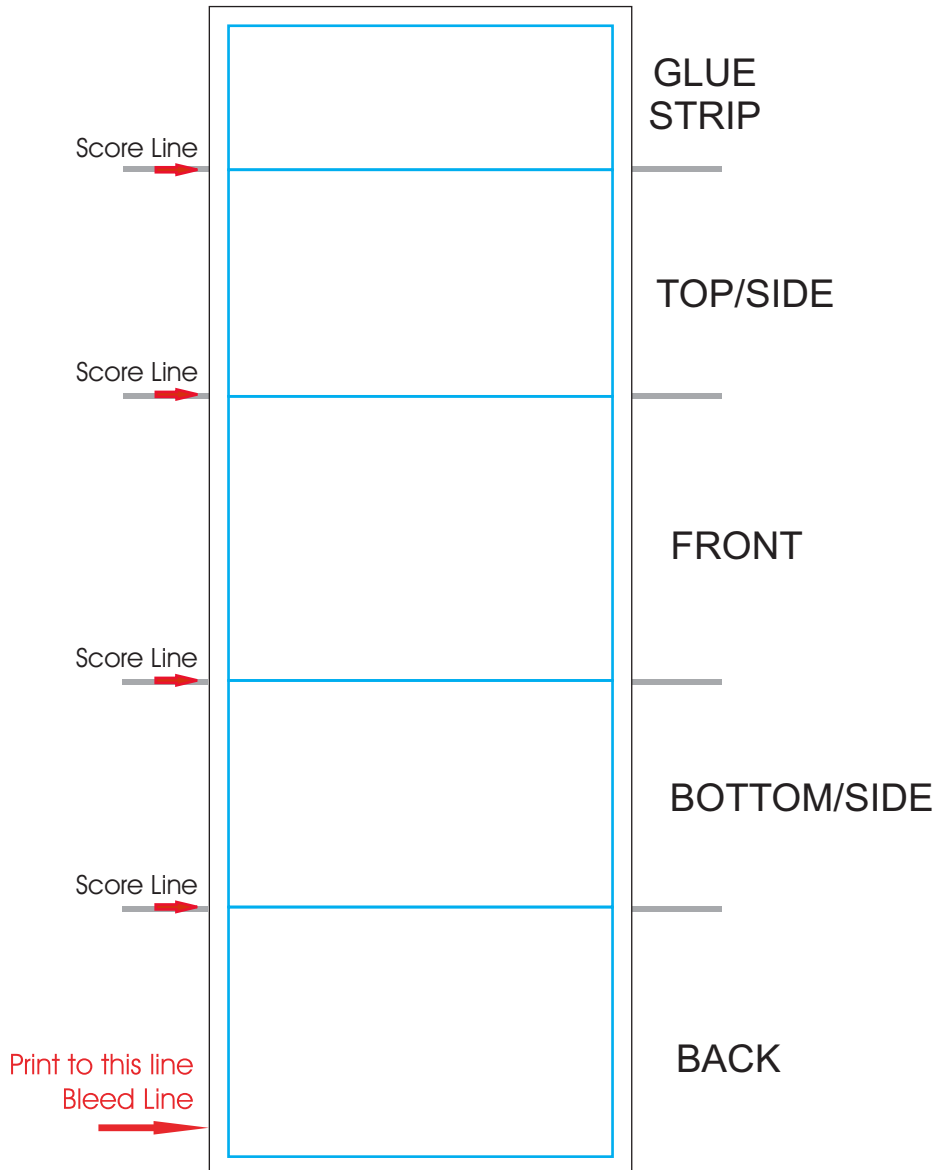 GLUE
STRIP
Score Line
TOP/SIDE
Score Line
FRONT
Score Line
BOTTOM/SIDE
Score Line
BACK
Print to this line
Bleed Line